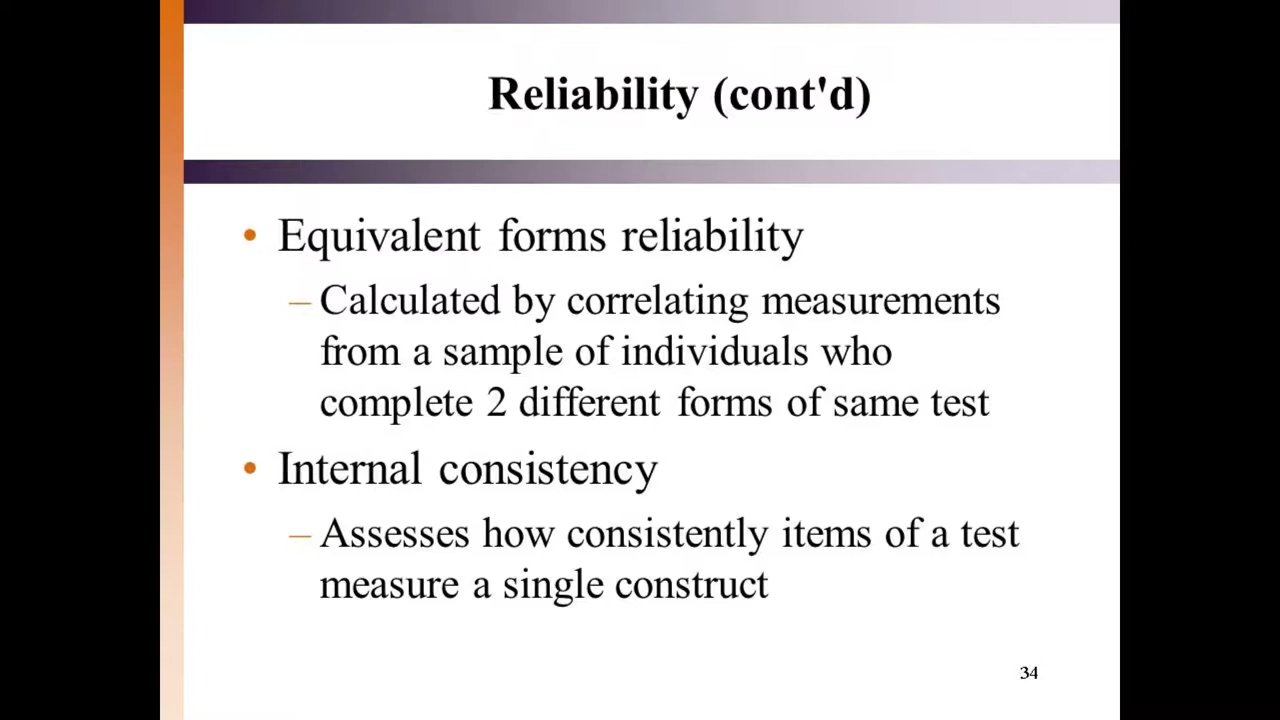 Reliability (cont'd)
• Equivalent forms reliability
– Calculated by correlating measurements
from a sample of individuals who
complete 2 different forms of same test
• Internal consistency
– Assesses how consistently items of a test
measure a single construct
34